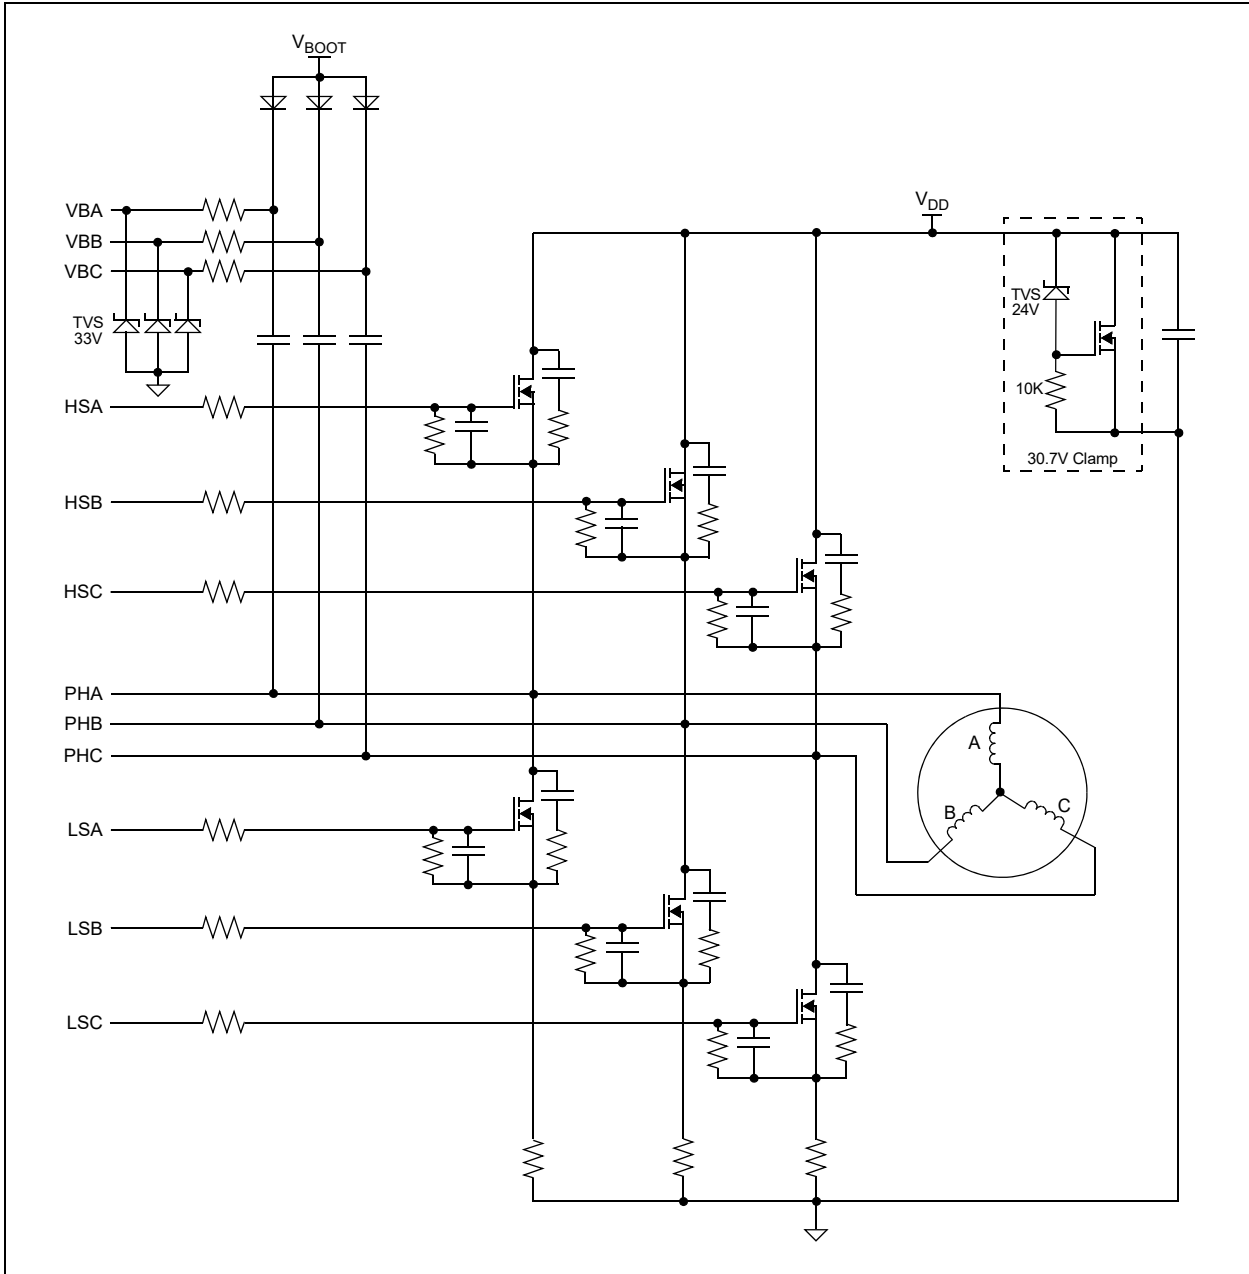 VBOOT
VBA
VBB
VBC
VDD
TVS
33V
TVS
24V
10K
30.7V Clamp
HSA
HSB
HSC
PHA
PHB
PHC
A
B
C
LSA
LSB
LSC